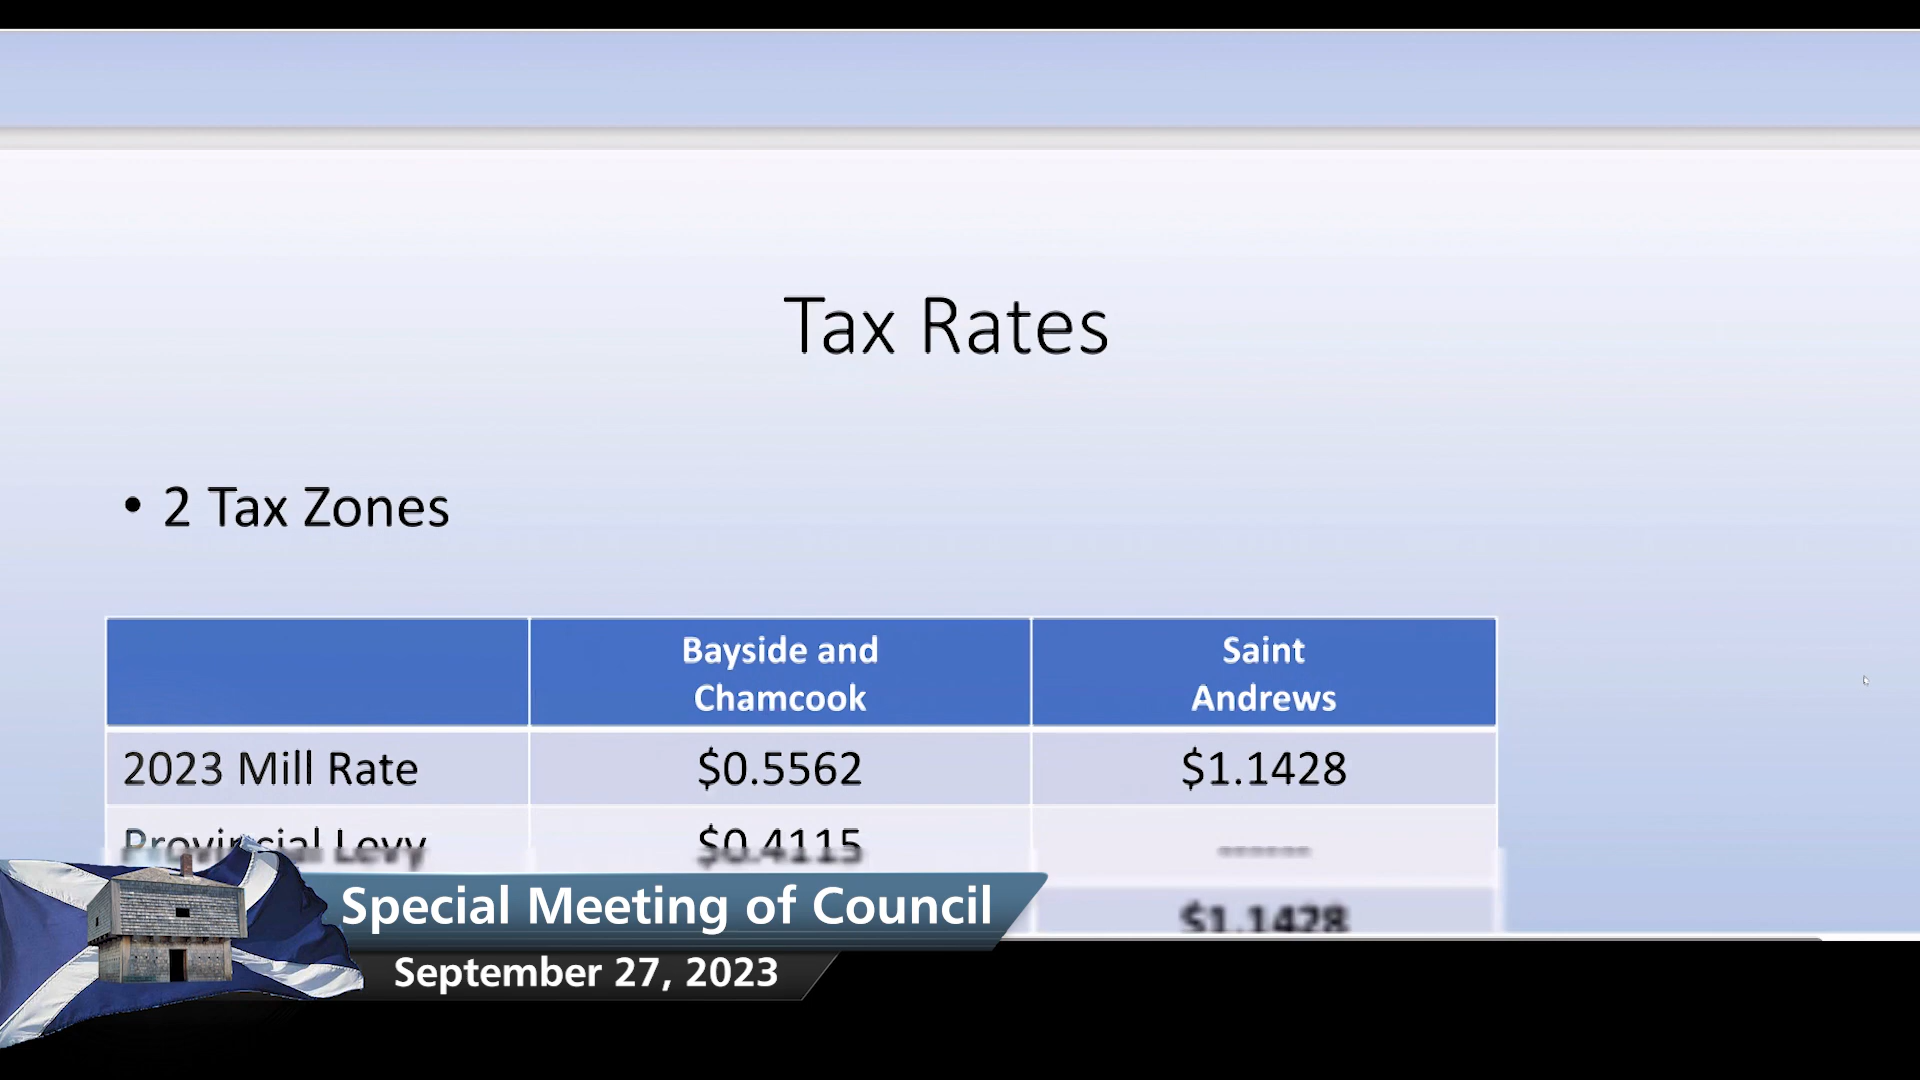 Tax Rates
• 2 Tax Zones
Bayside and
Chamcook
Saint
Andrews
2023 Mill Rate $0.5562 $1.1428
Provincial Levy $0.4115 ------
$1.1428
Special Meeting of Council
September 27, 2023